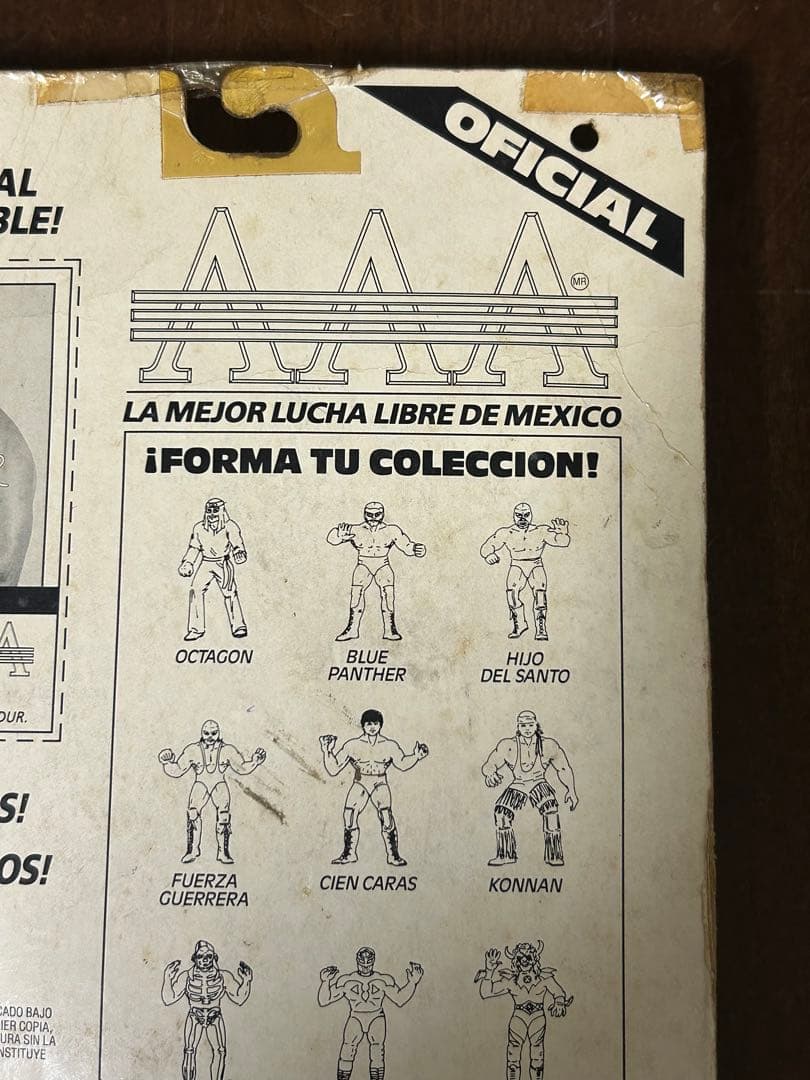 AL
BLE!
OFICIAL
AAA
MR
LA MEJOR LUCHA LIBRE DE MEXICO
¡FORMA TU COLECCION!
OCTAGON
BLUE
PANTHER
HIJO
DEL SANTO
FUERZA
GUERRERA
CIEN CARAS
KONNAN
DUR.
S!
OS!
CADO BAJO
IER COPIA,
URA SIN LA
NSTITUYE